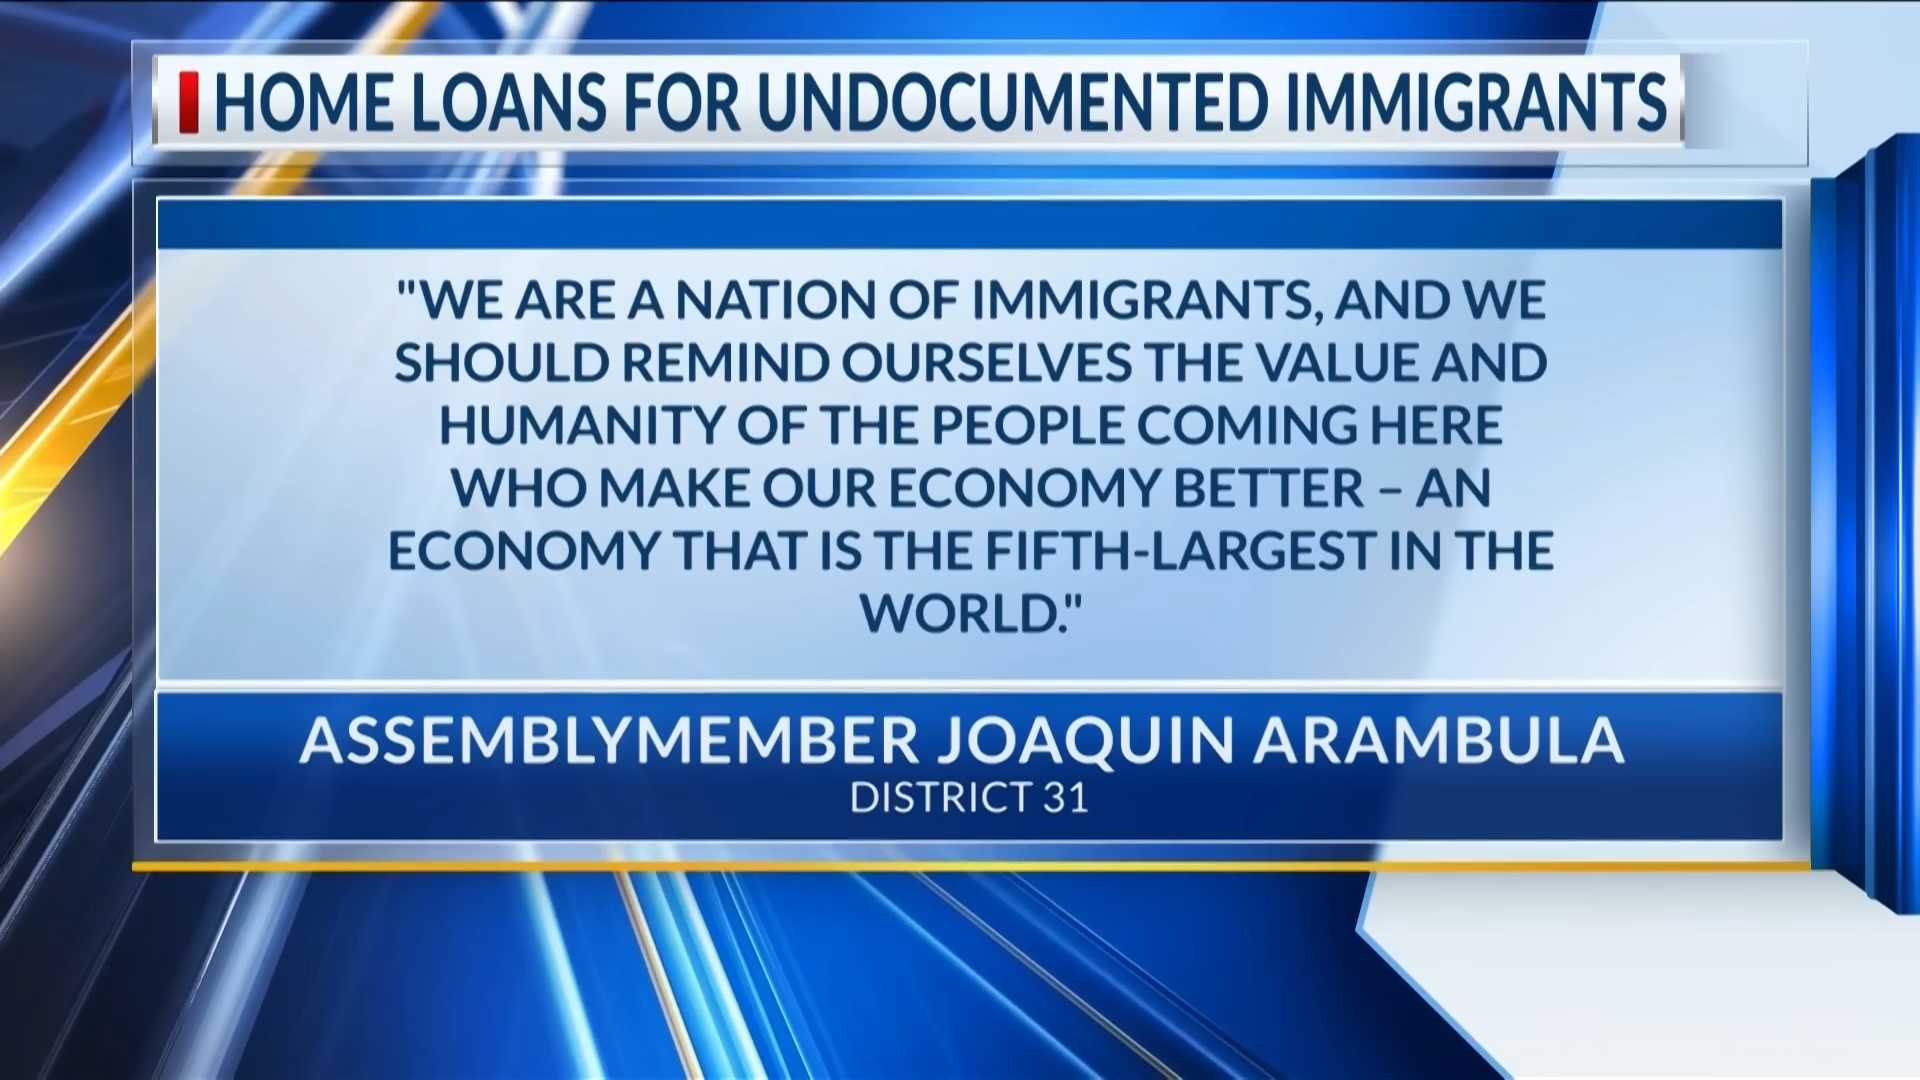 HOME LOANS FOR UNDOCUMENTED IMMIGRANTS
"WE ARE A NATION OF IMMIGRANTS, AND WE
SHOULD REMIND OURSELVES THE VALUE AND
HUMANITY OF THE PEOPLE COMING HERE
WHO MAKE OUR ECONOMY BETTER – AN
ECONOMY THAT IS THE FIFTH-LARGEST IN THE
WORLD."
ASSEMBLYMEMBER JOAQUIN ARAMBULA
DISTRICT 31